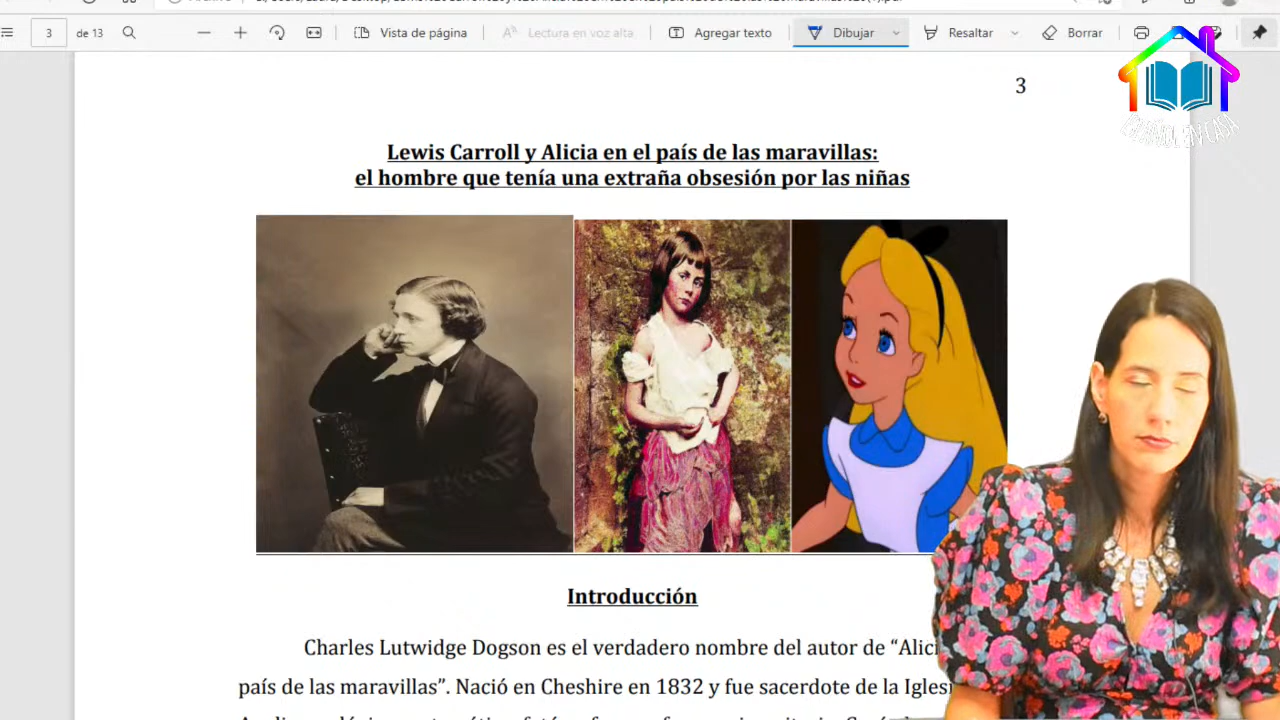 3 de 13
Vista de página
Lectura en voz alta
Agregar texto
Dibujar
Resaltar
Borrar
3
Lewis Carroll y Alicia en el país de las maravillas:
el hombre que tenía una extraña obsesión por las niñas
Introducción
Charles Lutwidge Dogson es el verdadero nombre del autor de “Alici
país de las maravillas”. Nació en Cheshire en 1832 y fue sacerdote de la Iglesi